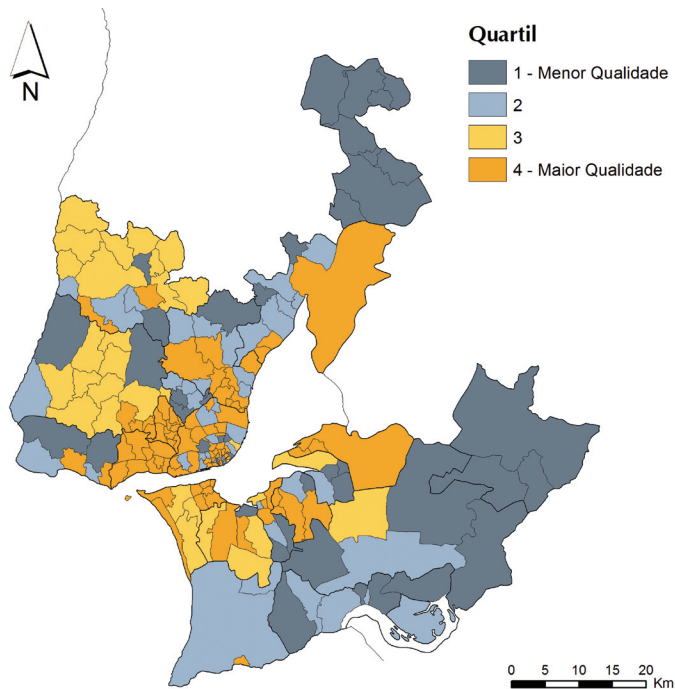 N
Quartil
1 - Menor Qualidade
2
3
4 - Maior Qualidade
0 5 10 15 20
Km